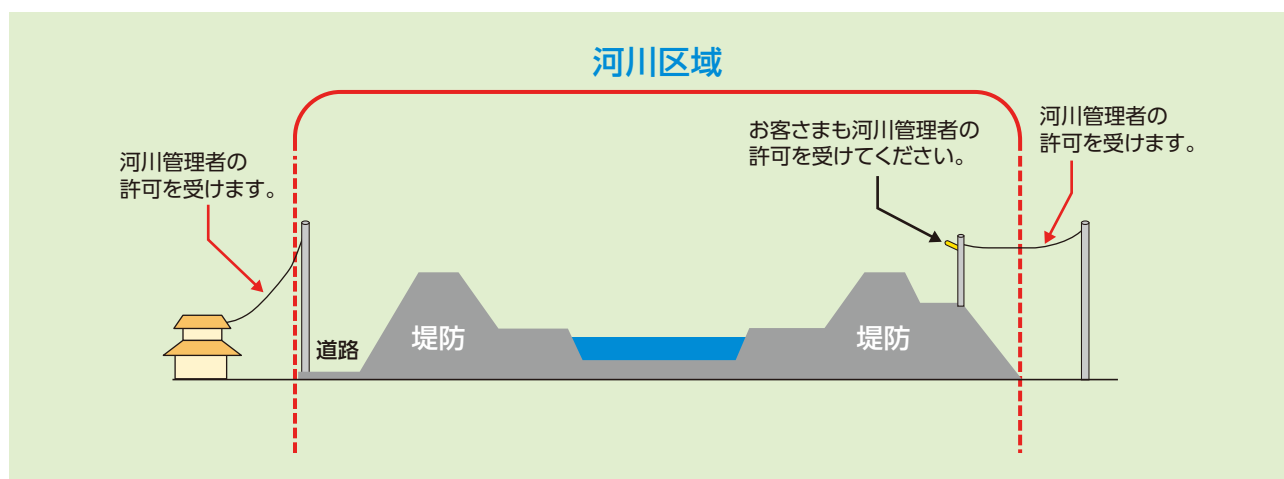 河川区域
河川管理者の
許可を受けます。
お客さまも河川管理者の
許可を受けてください。
河川管理者の
許可を受けます。
道路
堤防
堤防